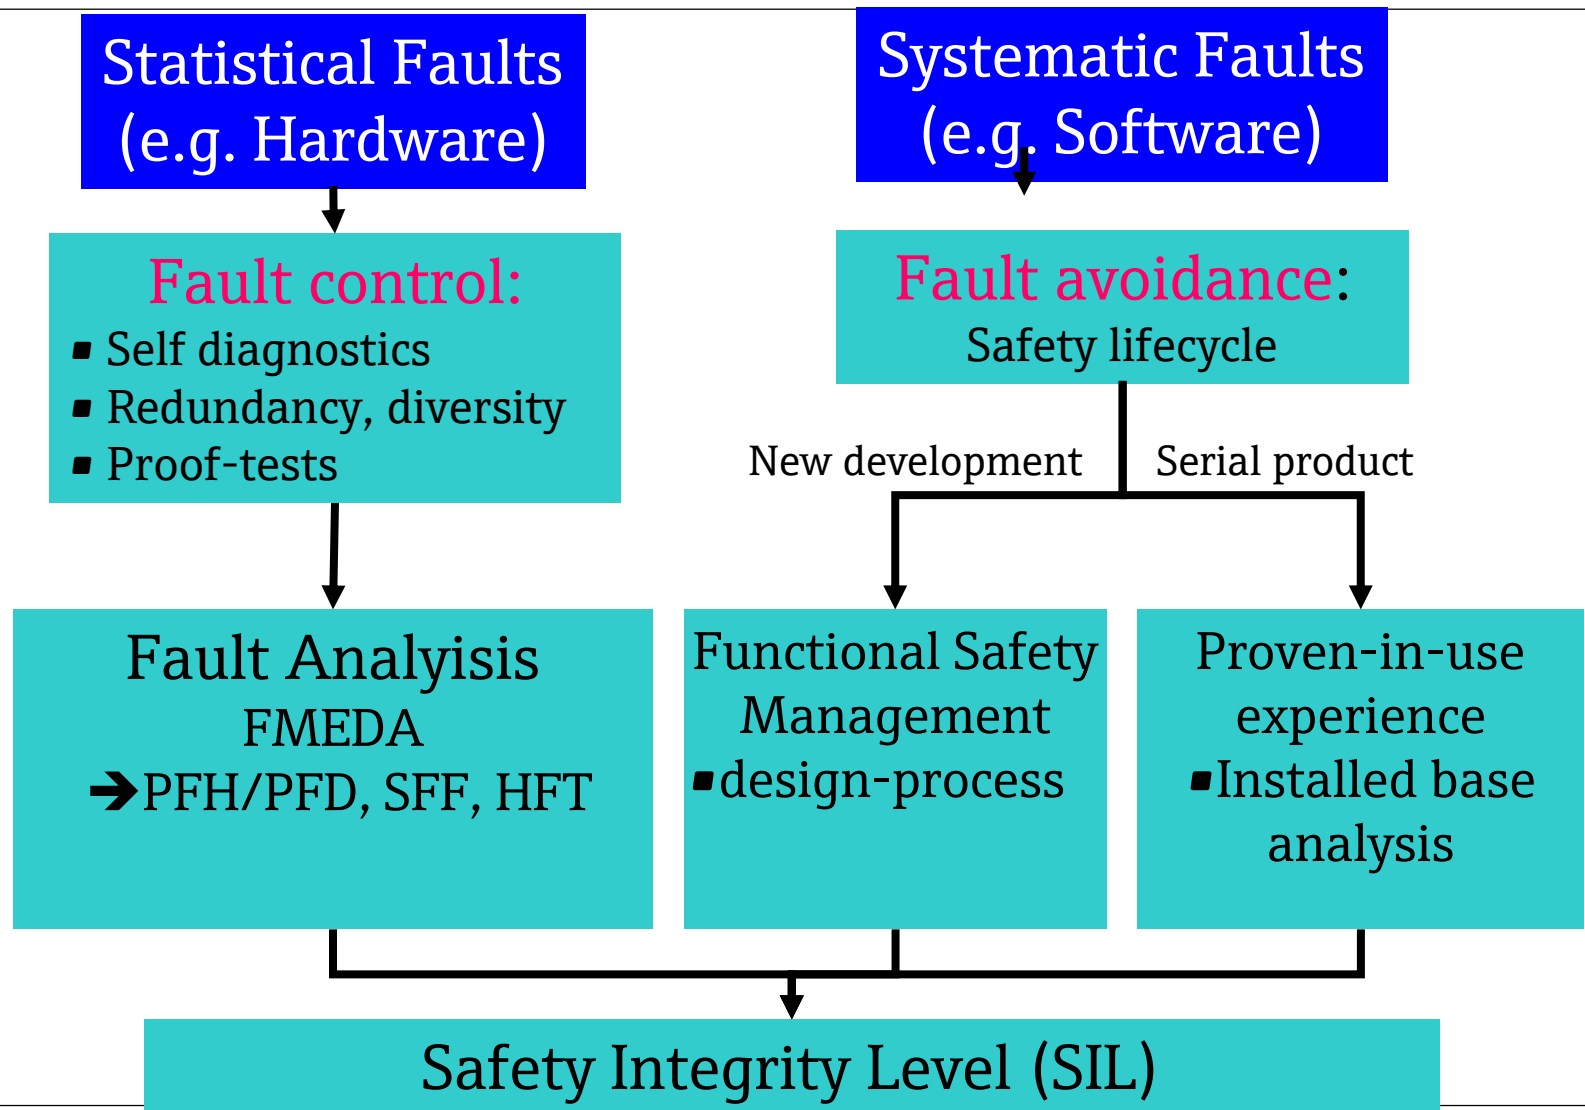 Statistical Faults
(e.g. Hardware)
Systematic Faults
(e.g. Software)
Fault control:
▪ Self diagnostics
▪ Redundancy, diversity
▪ Proof-tests
Fault avoidance:
Safety lifecycle
New development
Serial product
Fault Analyisis
FMEDA
➔PFH/PFD, SFF, HFT
Functional Safety
Management
▪design-process
Proven-in-use
experience
▪Installed base
analysis
Safety Integrity Level (SIL)